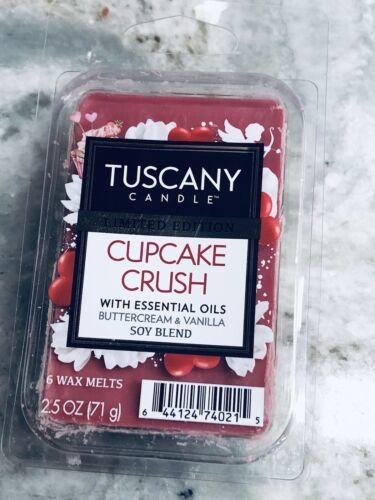 TUSCANY
CANDLE™
LIMITED EDITION
CUPCAKE
CRUSH
WITH ESSENTIAL OILS
BUTTERCREAM & VANILLA
SOY BLEND
6 WAX MELTS
2.5 OZ (71 g)
6 44124 74021 5